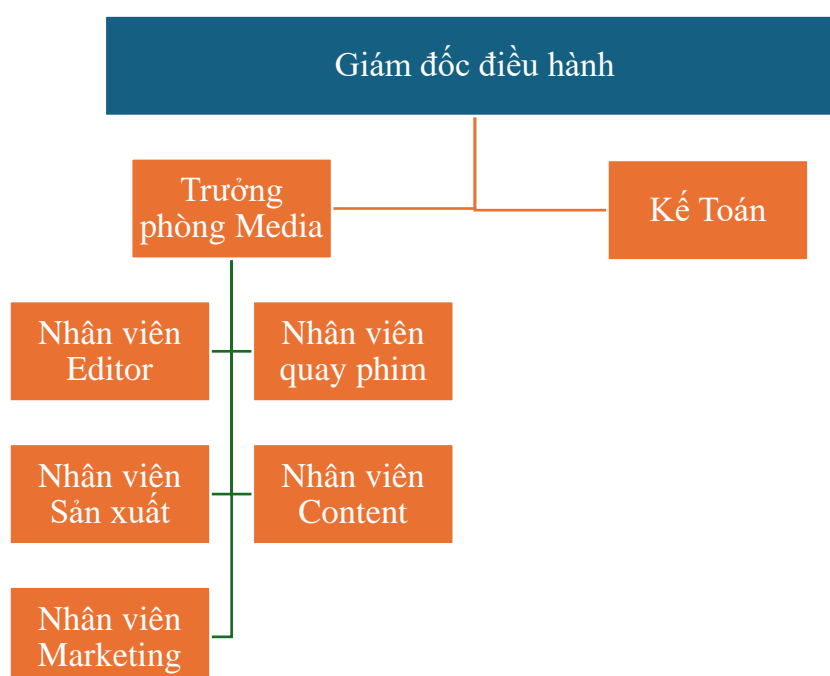 Giám đốc điều hành
Trưởng
phòng Media
Kế Toán
Nhân viên
Editor
Nhân viên
quay phim
Nhân viên
Sản xuất
Nhân viên
Content
Nhân viên
Marketing